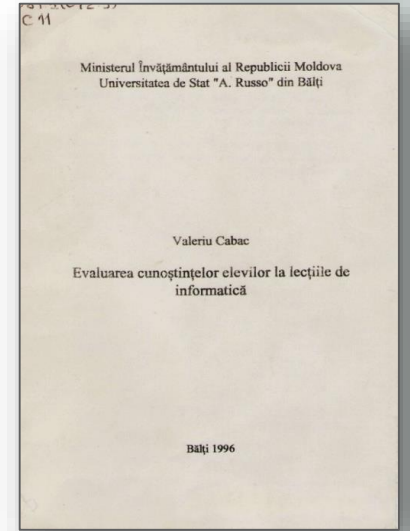 C 11
Ministerul Învăţământului al Republicii Moldova
Universitatea de Stat "A. Russo" din Bălţi
Valeriu Cabac
Evaluarea cunoştinţelor elevilor la lecţiile de
informatică
Bălţi 1996